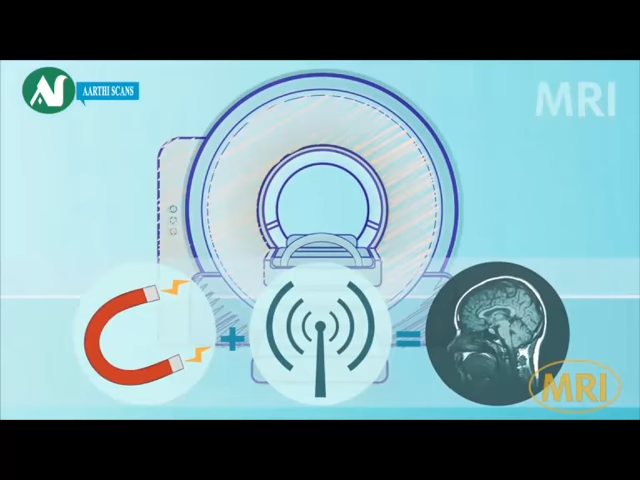 AARTHI SCANS
MRI
+
=
MRI